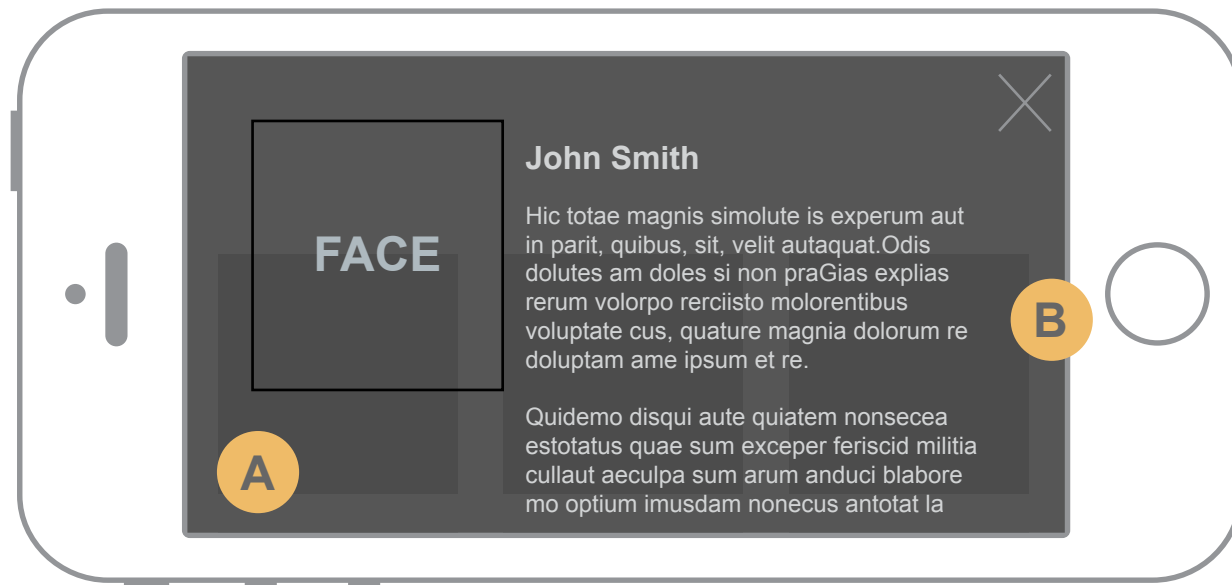 John Smith
FACE
Hic totae magnis simolute is experum aut
in parit, quibus, sit, velit autaquat.Odis
dolutes am doles si non praGias explias
rerum volorpo rerciisto molorentibus
voluptate cus, quature magnia dolorum re
doluptam ame ipsum et re.
Quidemo disqui aute quiatem nonsecea
estotatus quae sum exceper feriscid militia
cullaut aeculpa sum arum anduci blabore
mo optium imusdam nonecus antotat la
A
B